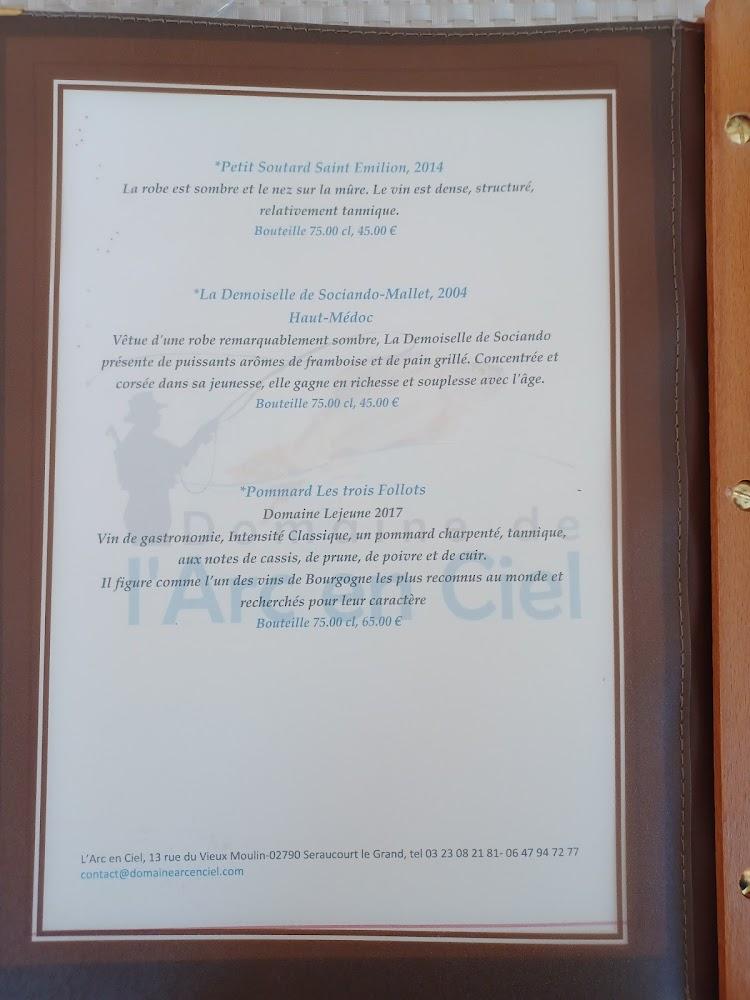 *Petit Soutard Saint Emilion, 2014
La robe est sombre et le nez sur la mûre. Le vin est dense, structuré,
relativement tannique.
Bouteille 75.00 cl, 45.00 €
*La Demoiselle de Sociando-Mallet, 2004
Haut-Médoc
Vêtue d'une robe remarquablement sombre, La Demoiselle de Sociando
présente de puissants arômes de framboise et de pain grillé. Concentrée et
corsée dans sa jeunesse, elle gagne en richesse et souplesse avec l'âge.
Bouteille 75.00 cl, 45.00 €
*Pommard Les trois Follots
Domaine Lejeune 2017
Domaine de
Vin de gastronomie, Intensité Classique, un pommard charpenté, tannique,
aux notes de cassis, de prune, de poivre et de cuir.
l'Arc en Ciel
Il figure comme l'un des vins de Bourgogne les plus reconnus au monde et
recherchés pour leur caractère
Bouteille 75.00 cl, 65.00 €
L'Arc en Ciel, 13 rue du Vieux Moulin-02790 Seraucourt le Grand, tel 03 23 08 21 81- 06 47 94 72 77
contact@domainearcenciel.com